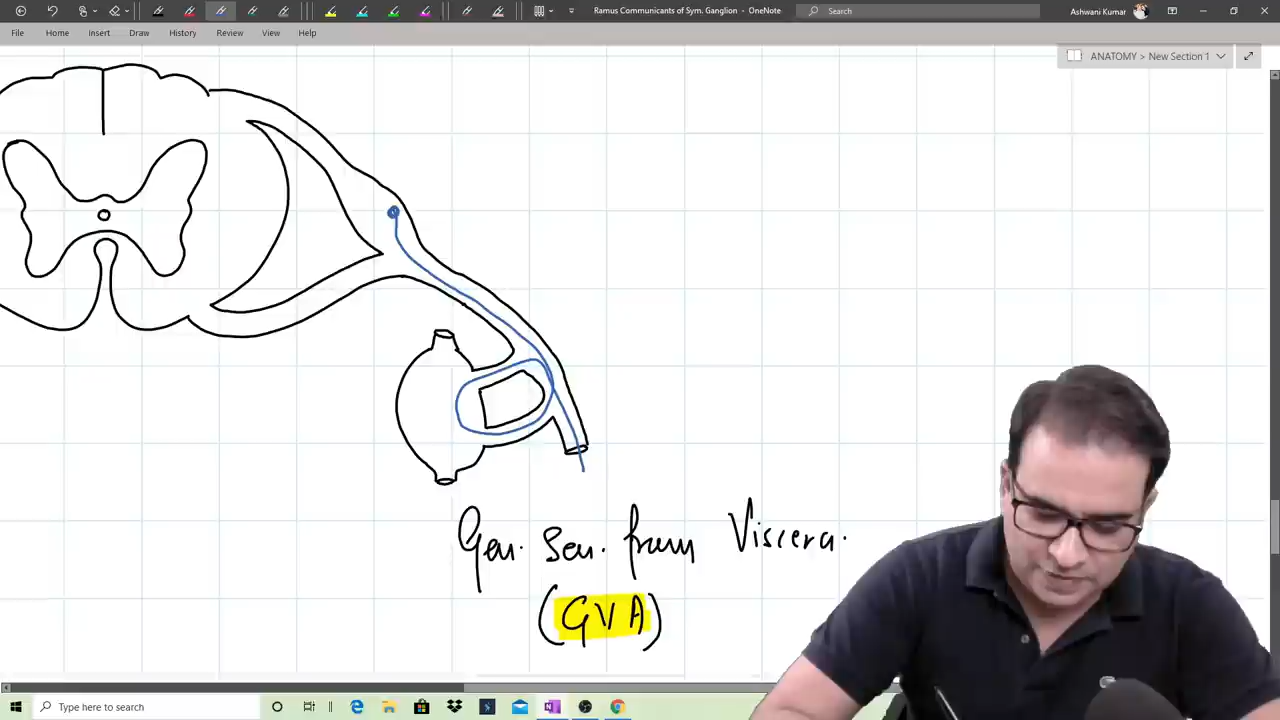 Ramus Communicants of Sym. Ganglion - OneNote
Search
Ashwani Kumar
File Home Insert Draw History Review View Help
ANATOMY > New Section 1
Gen. Sen. from Viscera.
(GVA)
Type here to search